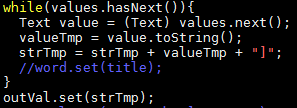 while(values.hasNext()){
Text value = (Text) values.next();
valueTmp = value.toString();
strTmp = strTmp + valueTmp + "]";
//word.set(title);
}
outVal.set(strTmp);